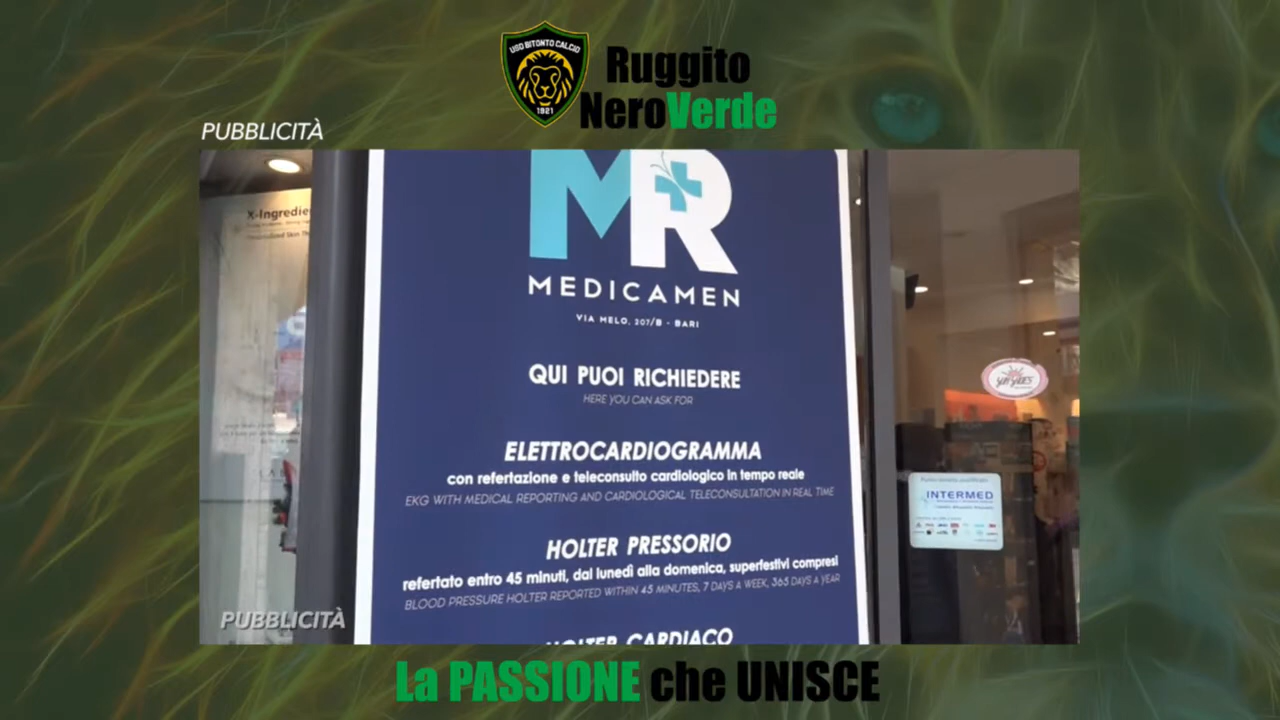 USD BITONTO CALCIO
1921
Ruggito
NeroVerde
PUBBLICITÀ
X-Ingredie
MR
MEDICAMEN
VIA MELO, 207/B - BARI
QUI PUOI RICHIEDERE
HERE YOU CAN ASK FOR
ELETTROCARDIOGRAMMA
con refertazione e teleconsulto cardiologico in tempo reale
EKG WITH MEDICAL REPORTING AND CARDIOLOGICAL TELECONSULTATION IN REAL TIME
HOLTER PRESSORIO
refertato entro 45 minuti, dal lunedì alla domenica, superfestivi compresi
BLOOD PRESSURE HOLTER REPORTED WITHIN 45 MINUTES, 7 DAYS A WEEK, 365 DAYS A YEAR
HOLTER CARDIACO
INTERMED
PUBBLICITÀ
La PASSIONE che UNISCE